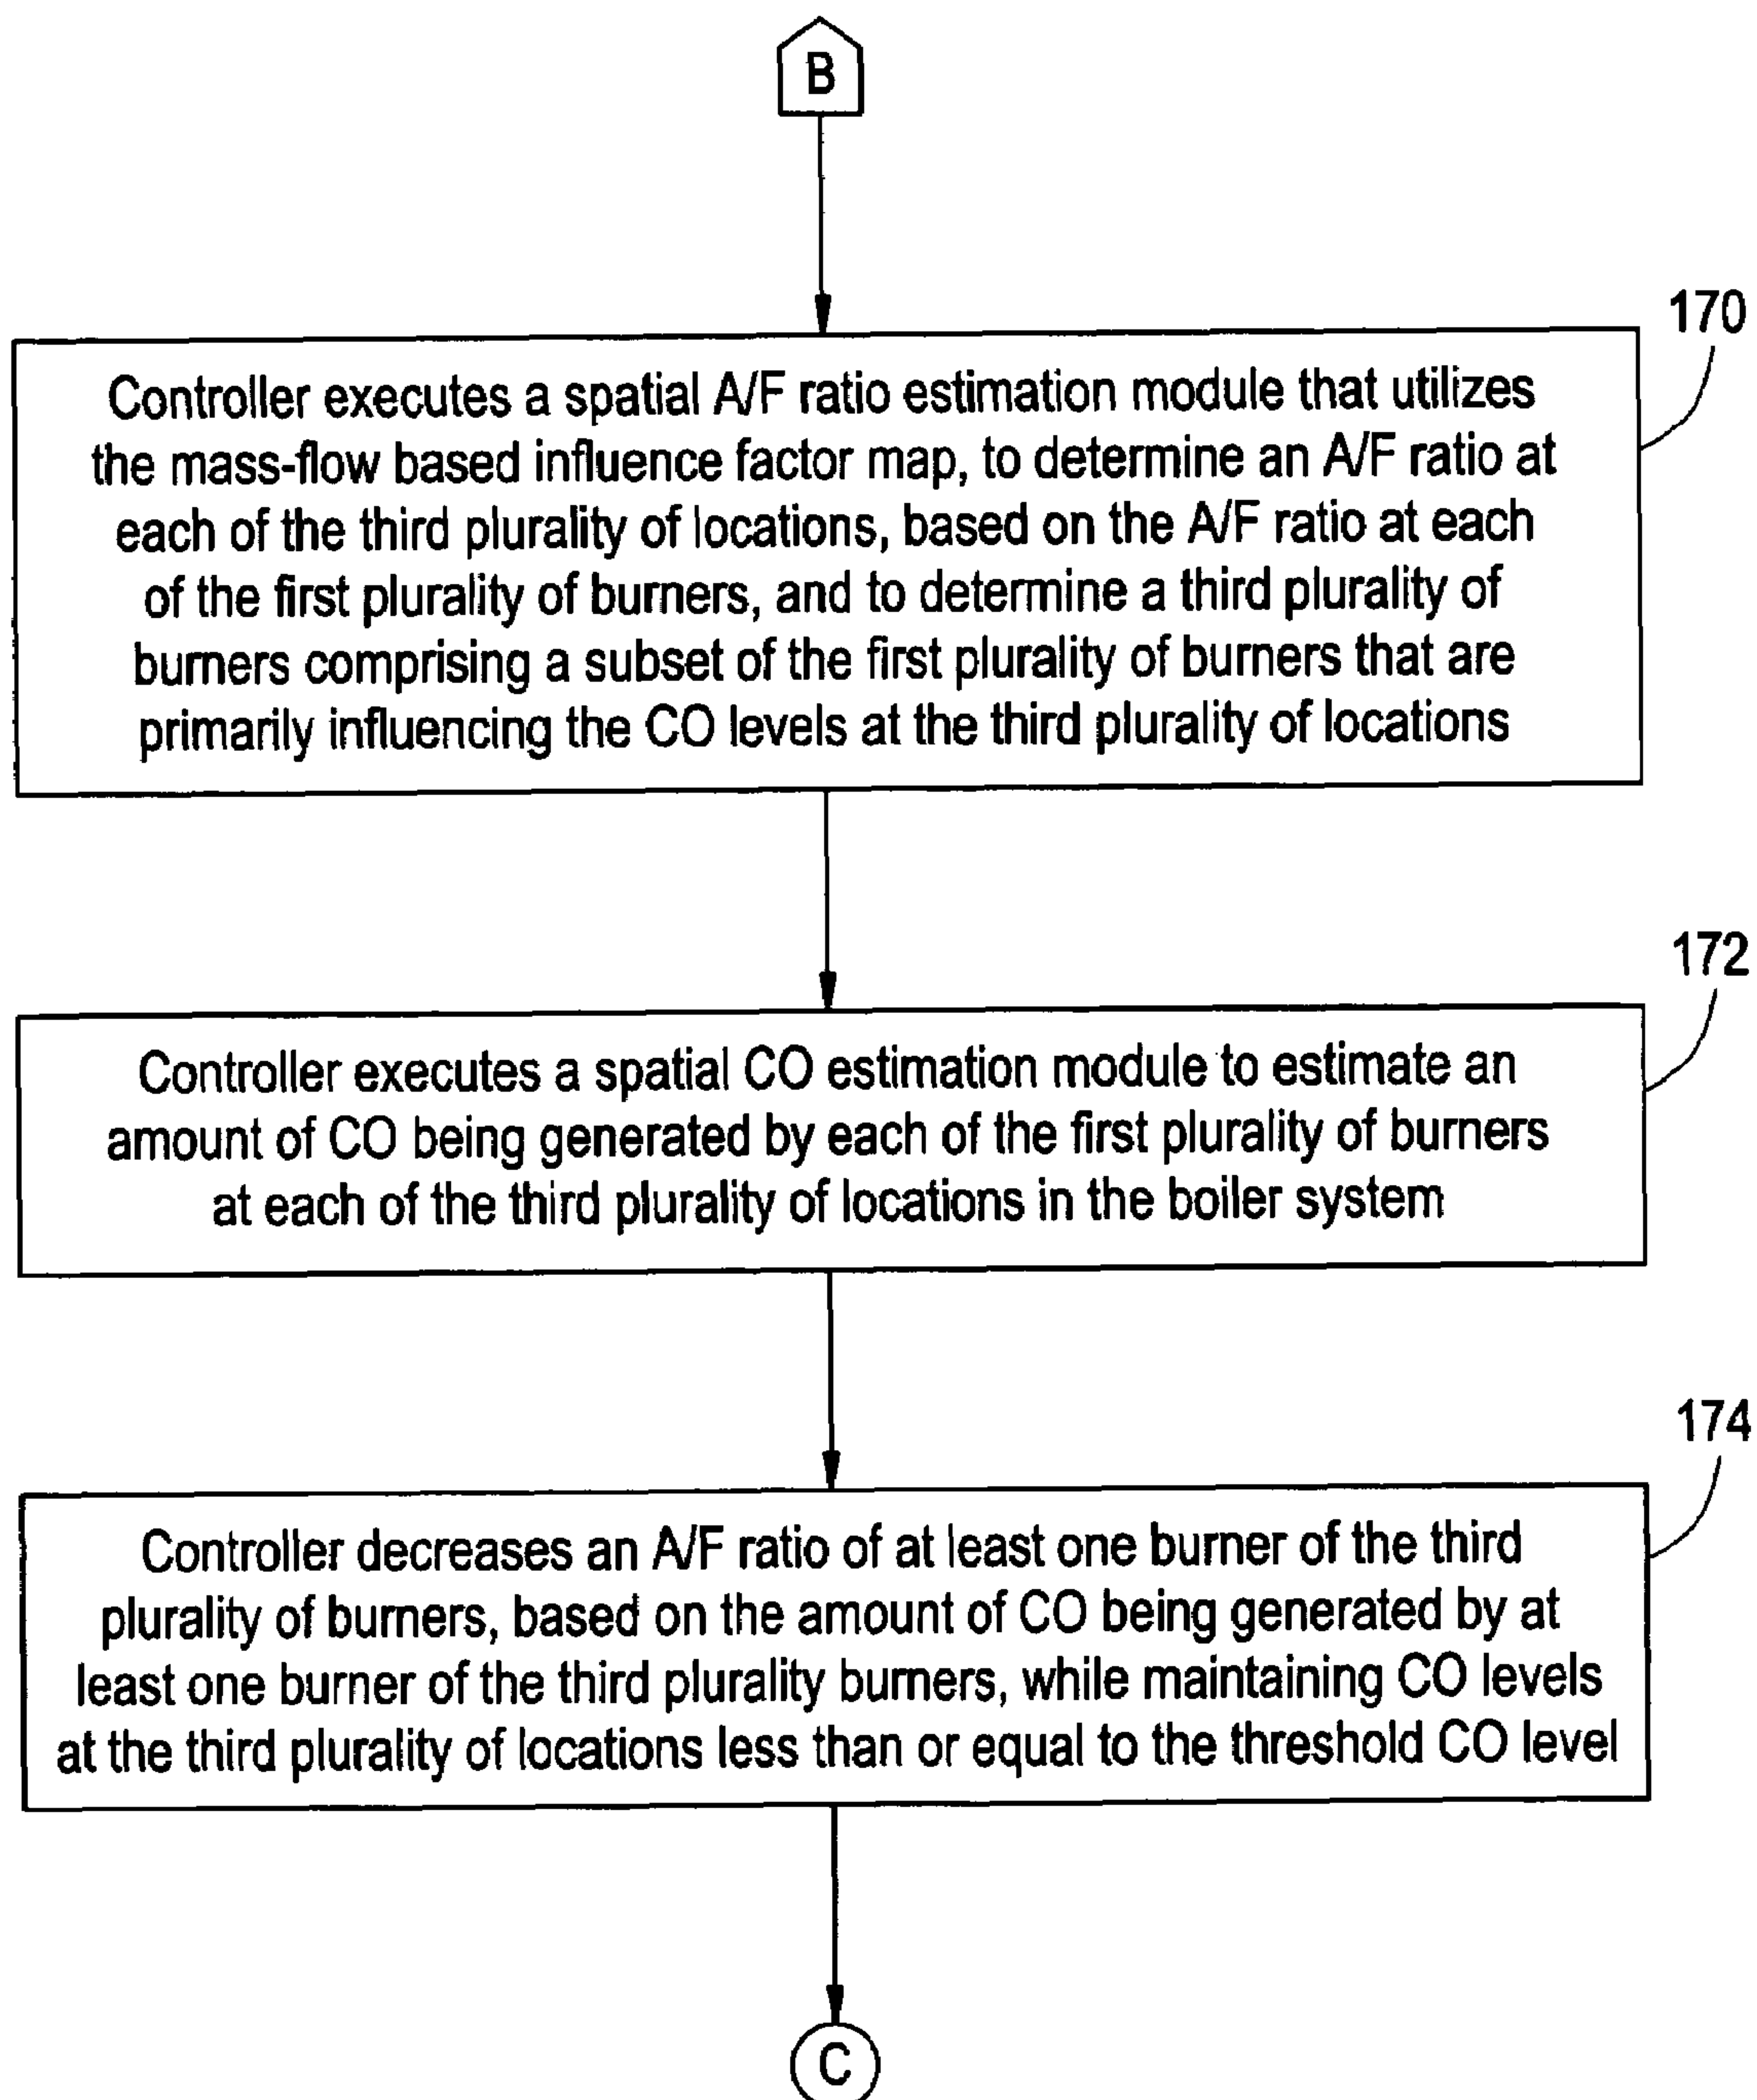 B
170
Controller executes a spatial A/F ratio estimation module that utilizes
the mass-flow based influence factor map, to determine an A/F ratio at
each of the third plurality of locations, based on the A/F ratio at each
of the first plurality of burners, and to determine a third plurality of
burners comprising a subset of the first plurality of burners that are
primarily influencing the CO levels at the third plurality of locations
172
Controller executes a spatial CO estimation module to estimate an
amount of CO being generated by each of the first plurality of burners
at each of the third plurality of locations in the boiler system
174
Controller decreases an A/F ratio of at least one burner of the third
plurality of burners, based on the amount of CO being generated by at
least one burner of the third plurality burners, while maintaining CO levels
at the third plurality of locations less than or equal to the threshold CO level
C